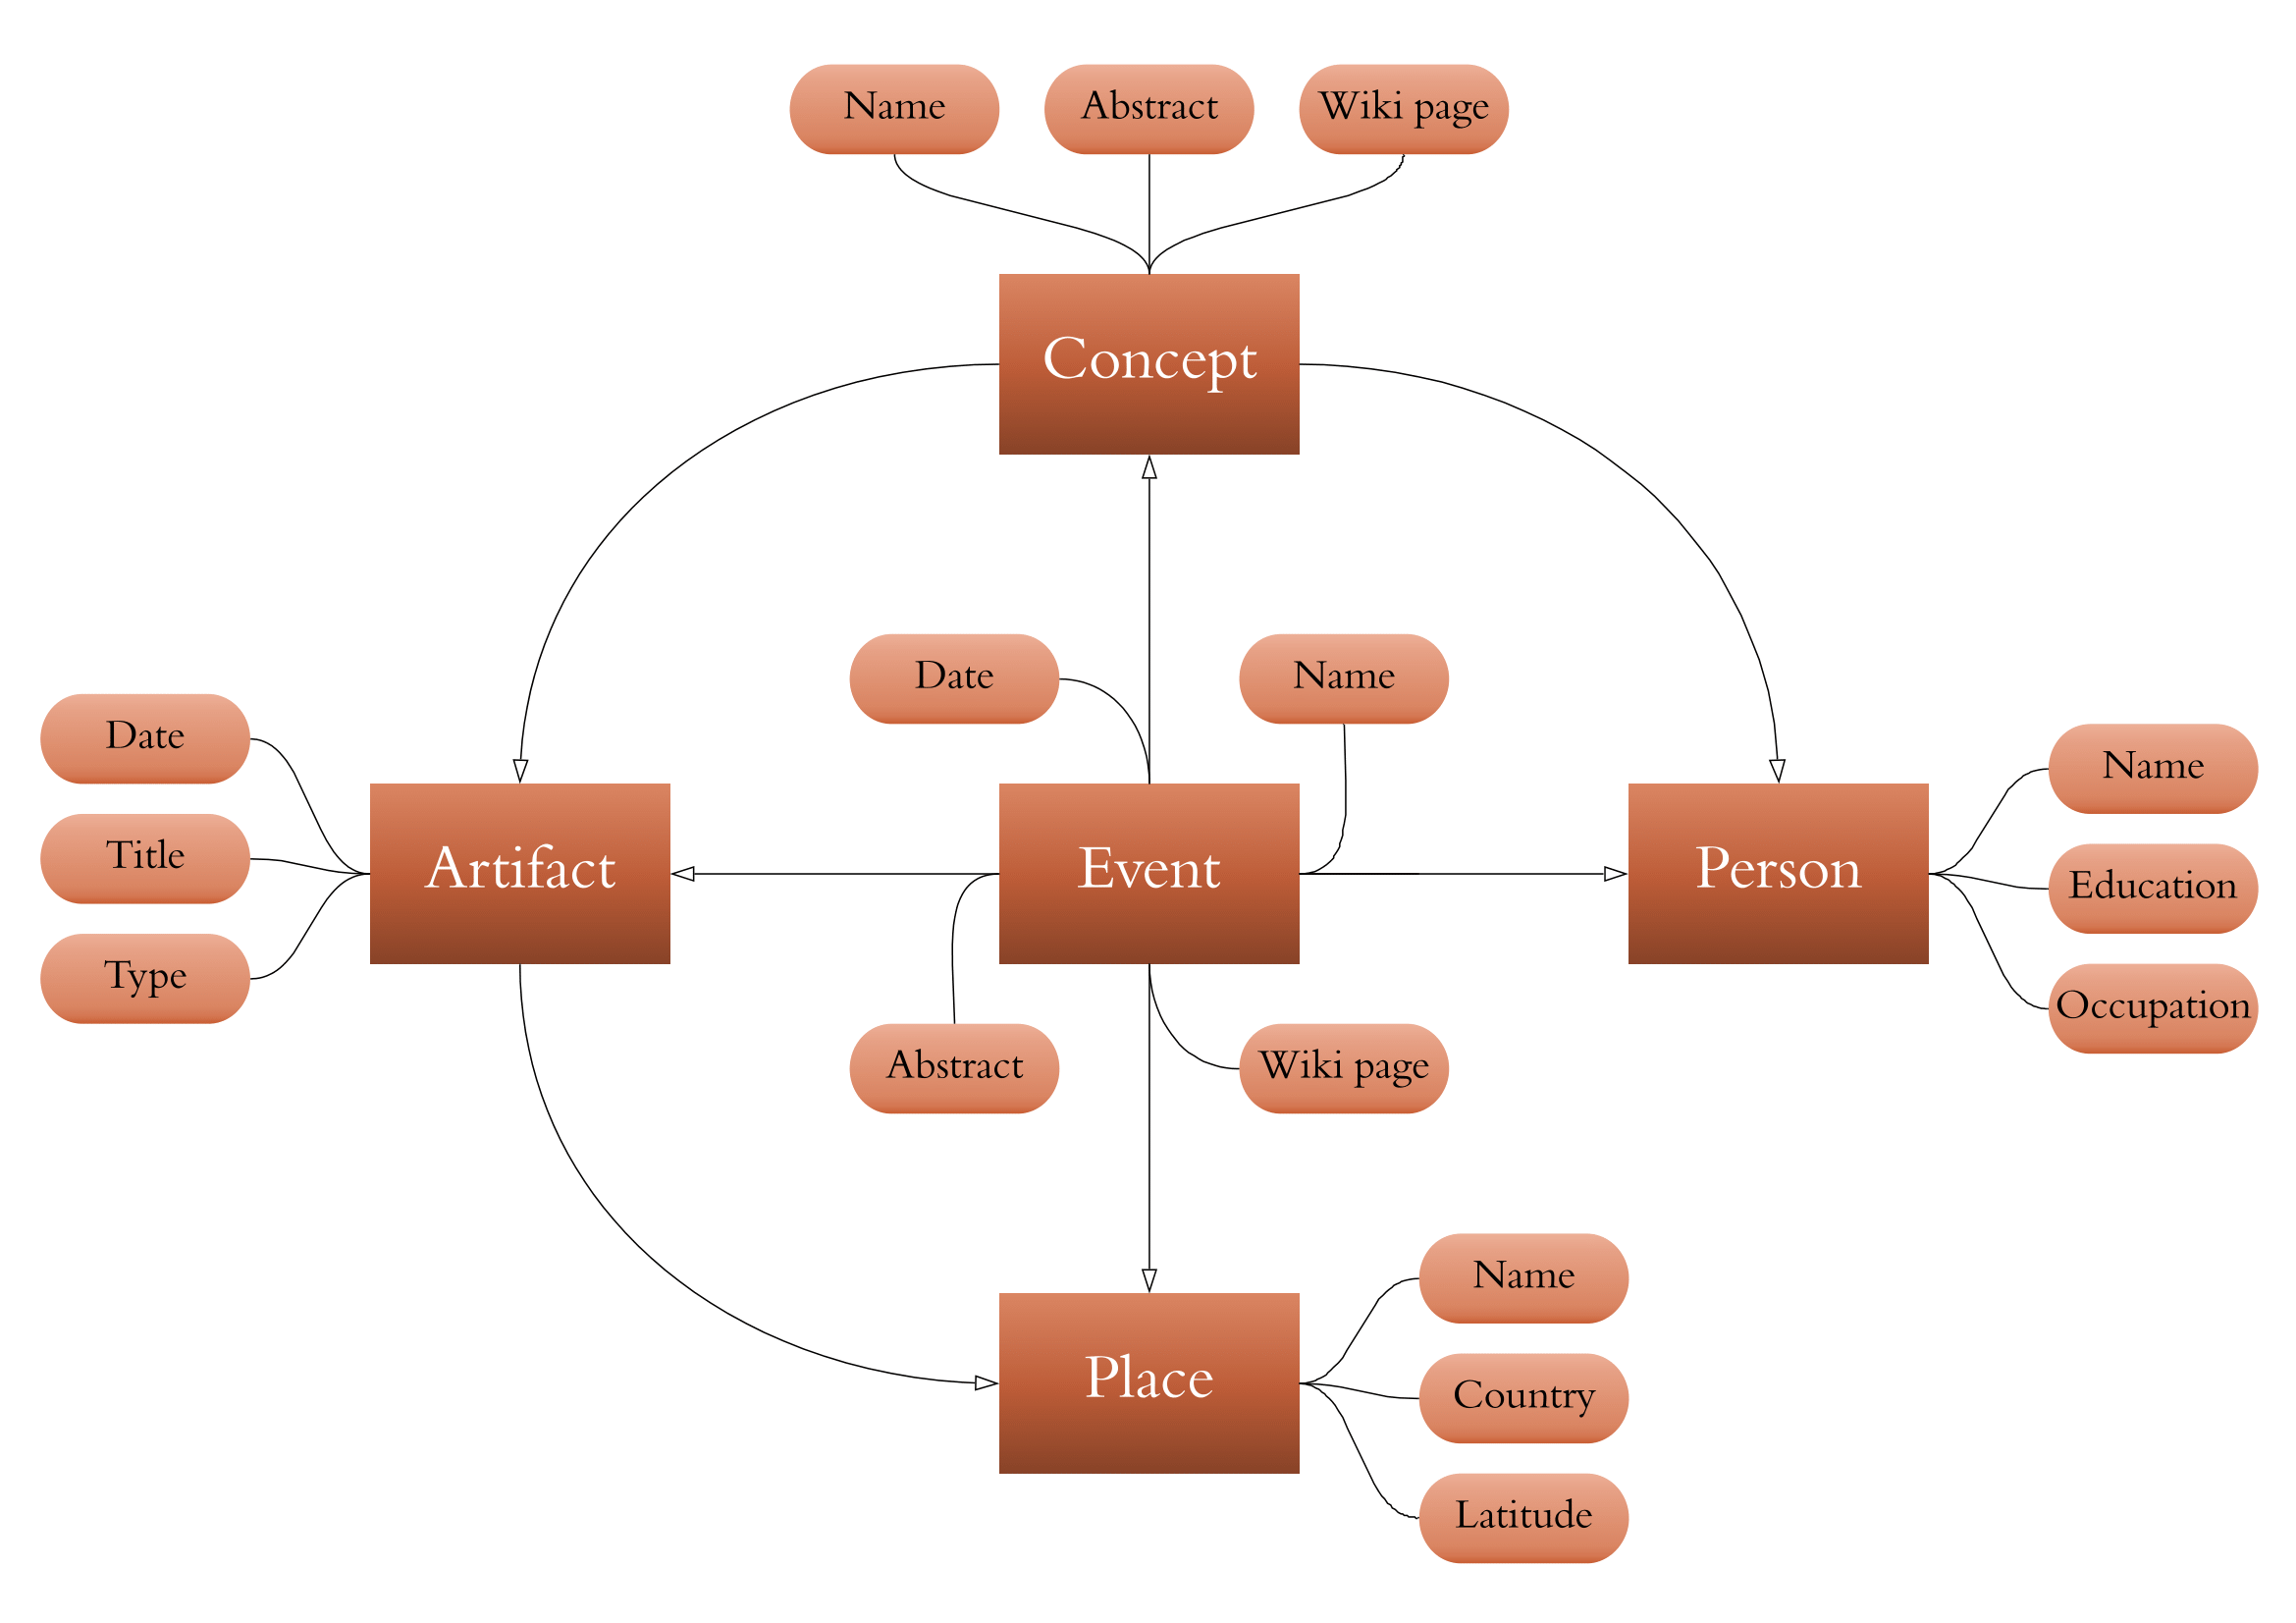 Name
Abstract
Wiki page
Concept
Date
Name
Date
Title
Type
Artifact
Event
Person
Name
Education
Occupation
Abstract
Wiki page
Place
Name
Country
Latitude